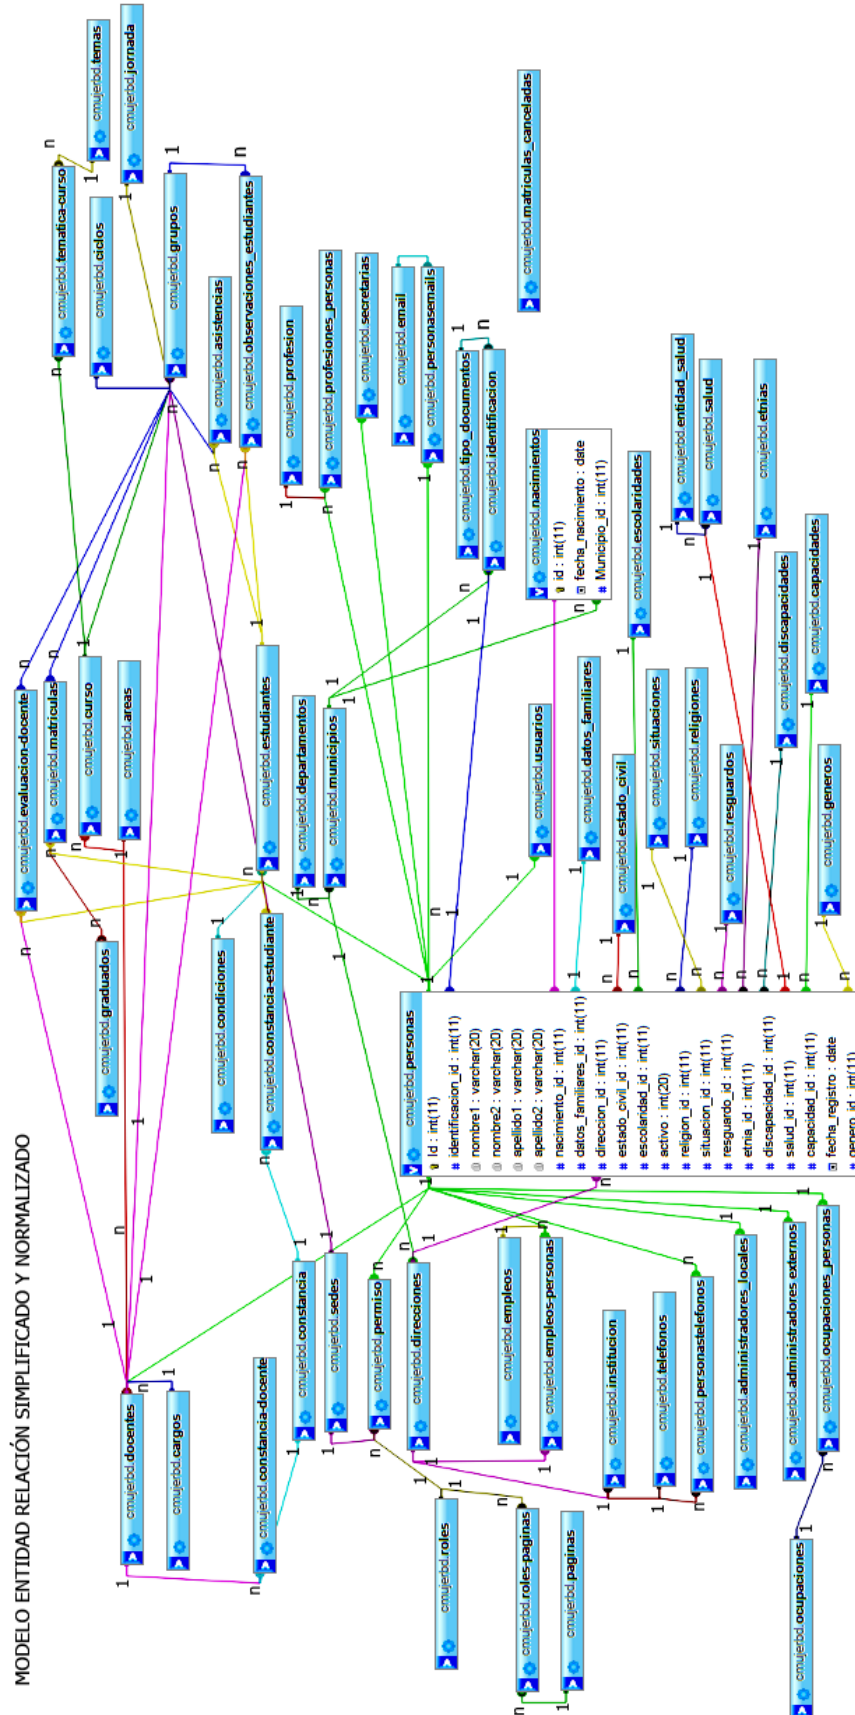 MODELO ENTIDAD RELACIÓN SIMPLIFICADO Y NORMALIZADO
cmujerbd.docentes
cmujerbd.cargos
cmujerbd.constancia-docente
cmujerbd.constancia
cmujerbd.sedes
cmujerbd.permiso
cmujerbd.direcciones
cmujerbd.roles
cmujerbd.roles-paginas
cmujerbd.paginas
cmujerbd.empleos
cmujerbd.empleos-personas
cmujerbd.institucion
cmujerbd.telefonos
cmujerbd.personastelefonos
cmujerbd.administradores_locales
cmujerbd.administradores_externos
cmujerbd.ocupaciones_personas
cmujerbd.ocupaciones
cmujerbd.evaluacion-docente
cmujerbd.matriculas
cmujerbd.curso
cmujerbd.areas
cmujerbd.graduados
cmujerbd.condiciones
cmujerbd.constancia-estudiante
cmujerbd.estudiantes
cmujerbd.departamentos
cmujerbd.municipios
cmujerbd.personas
id : int(11)
# identificacion_id : int(11)
nombre1 : varchar(20)
nombre2 : varchar(20)
apellido1 : varchar(20)
apellido2 : varchar(20)
# nacimiento_id : int(11)
# datos_familiares_id : int(11)
# direccion_id : int(11)
# estado_civil_id : int(11)
# escolaridad_id : int(11)
# activo : int(20)
# religion_id : int(11)
# situacion_id : int(11)
# resguardo_id : int(11)
# etnia_id : int(11)
# discapacidad_id : int(11)
# salud_id : int(11)
# capacidad_id : int(11)
fecha_registro : date
# genero_id : int(11)
cmujerbd.usuarios
cmujerbd.datos_familiares
cmujerbd.estado_civil
cmujerbd.escolaridades
cmujerbd.situaciones
cmujerbd.religiones
cmujerbd.resguardos
cmujerbd.discapacidades
cmujerbd.capacidades
cmujerbd.generos
cmujerbd.tematica-curso
cmujerbd.temas
cmujerbd.ciclos
cmujerbd.jornada
cmujerbd.grupos
cmujerbd.asistencias
cmujerbd.observaciones_estudiantes
cmujerbd.profesion
cmujerbd.profesiones_personas
cmujerbd.secretarias
cmujerbd.email
cmujerbd.personasemails
cmujerbd.tipo_documentos
cmujerbd.identificacion
cmujerbd.nacimientos
id : int(11)
fecha_nacimiento : date
# Municipio_id : int(11)
cmujerbd.matriculas_canceladas
cmujerbd.entidad_salud
cmujerbd.salud
cmujerbd.etnias